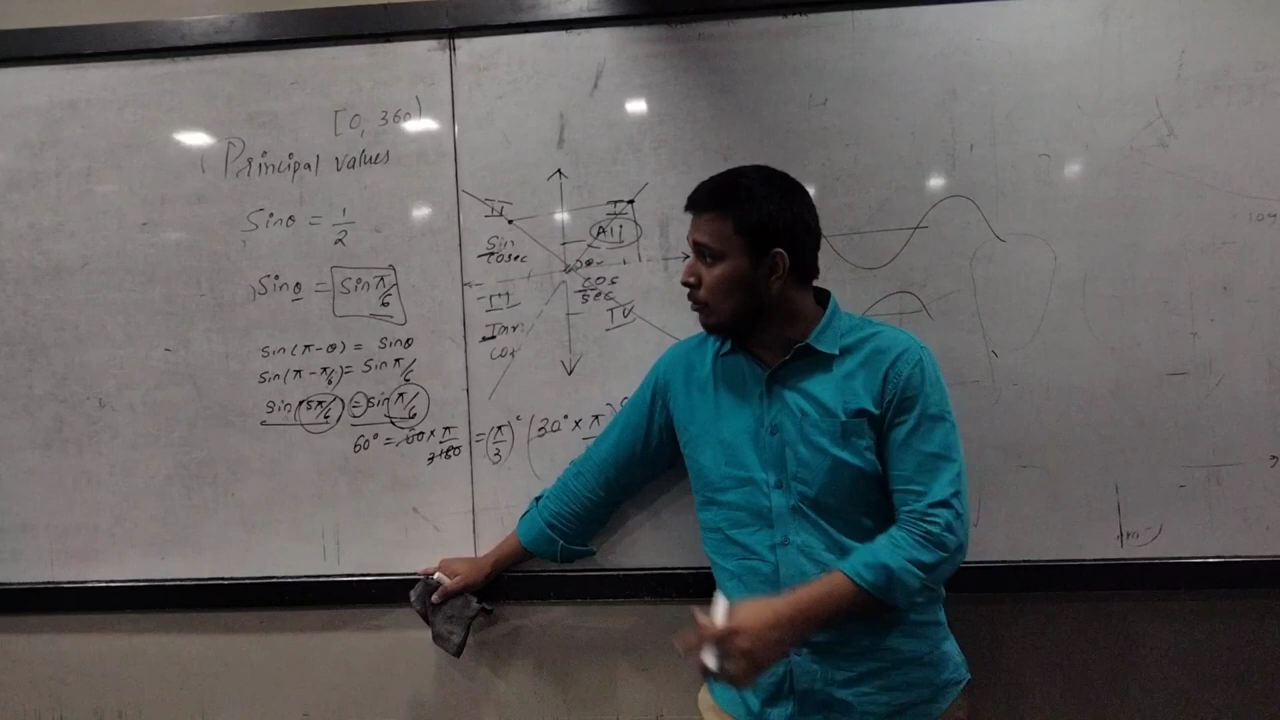 [0, 360)
Principal values
Sinθ = 1/2
Sinθ = Sin π/6
Sin(π-θ) = Sinθ
Sin(π-π/6) = Sin π/6
Sin(5π/6) = Sin(π/6)
60° = 60 × π/180 3 = (π/3)ᶜ (30° × π
II
I
All
Sin
Cosec
θ
cos
sec
III
IV